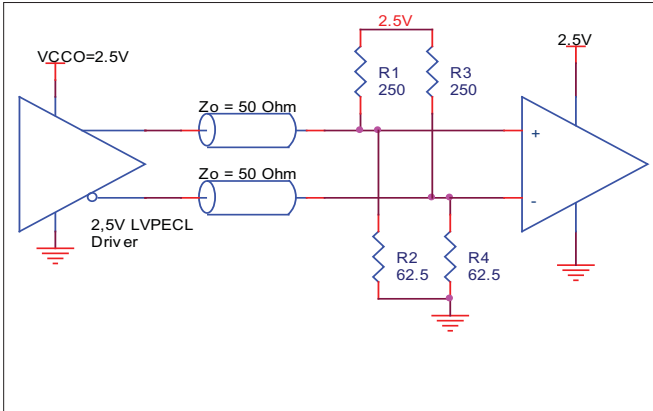 2.5V
VCCO=2.5V
2.5V
R1
250
R3
250
Zo = 50 Ohm
+
Zo = 50 Ohm
-
2,5V LVPECL
Driver
R2
62.5
R4
62.5